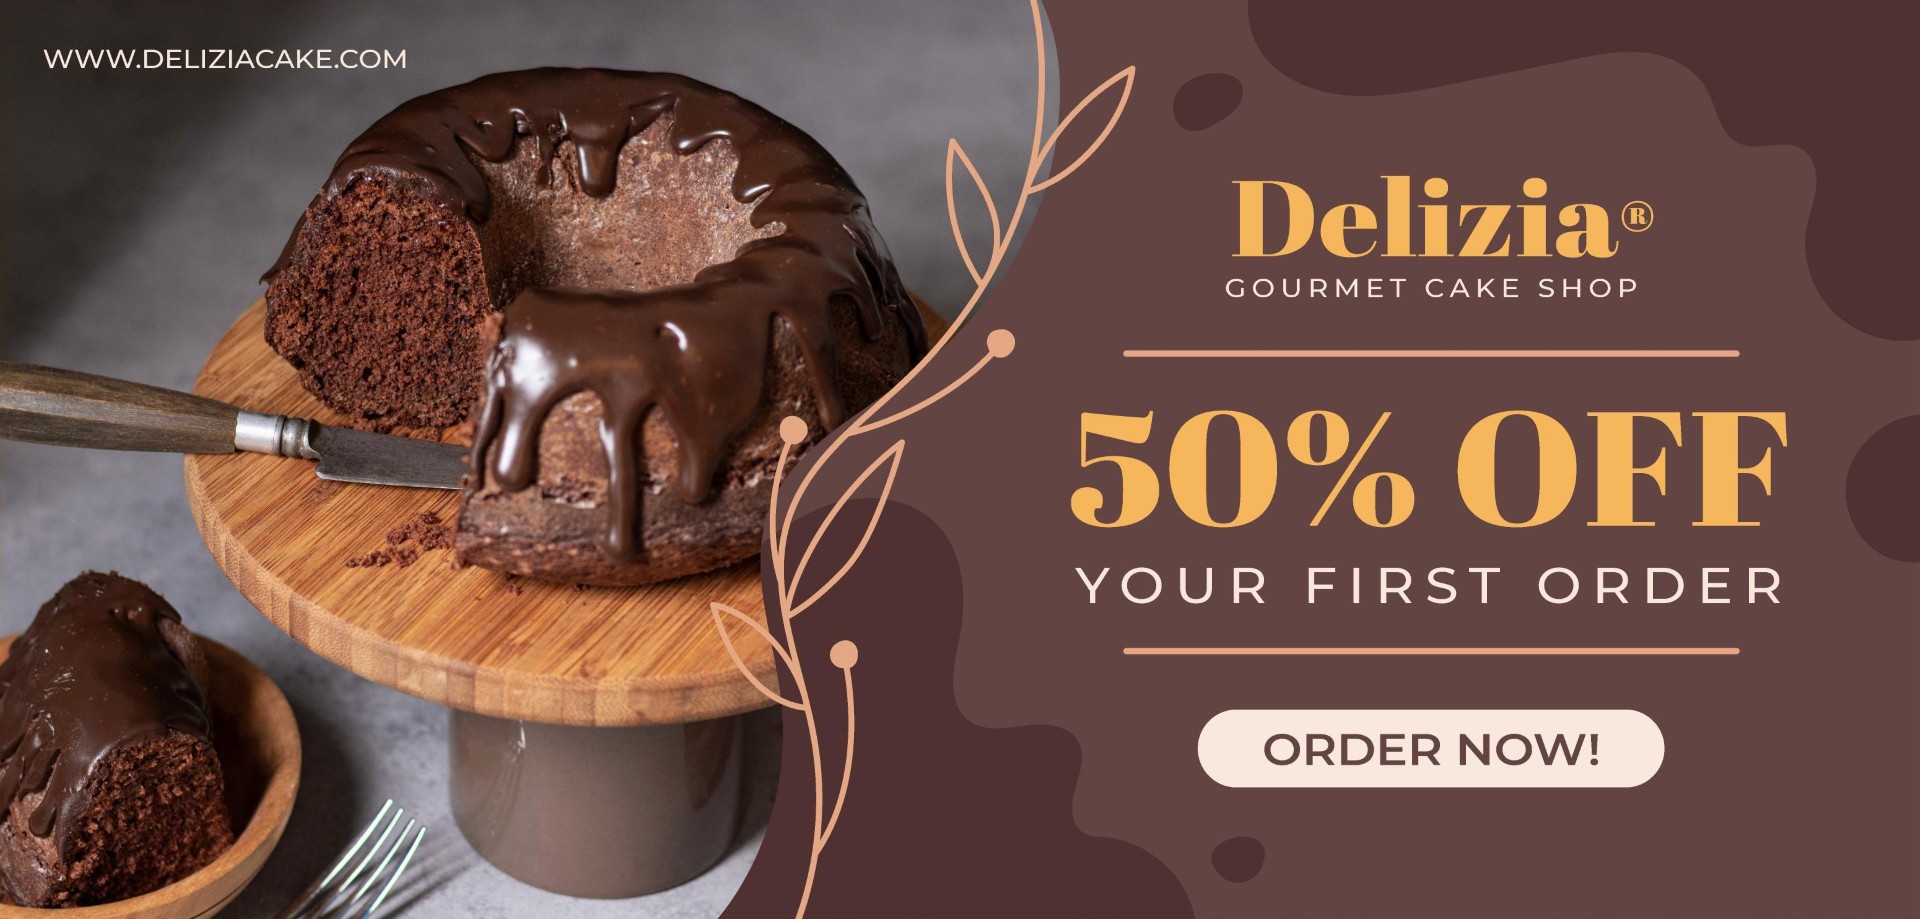 WWW.DELIZIACAKE.COM
Delizia®
GOURMET CAKE SHOP
50% OFF
YOUR FIRST ORDER
ORDER NOW!